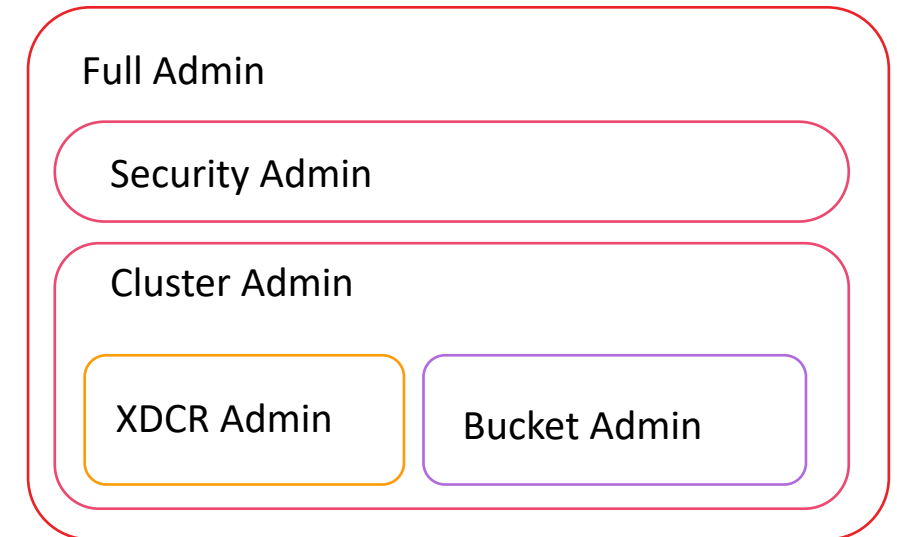 Full Admin
Security Admin
Cluster Admin
XDCR Admin
Bucket Admin